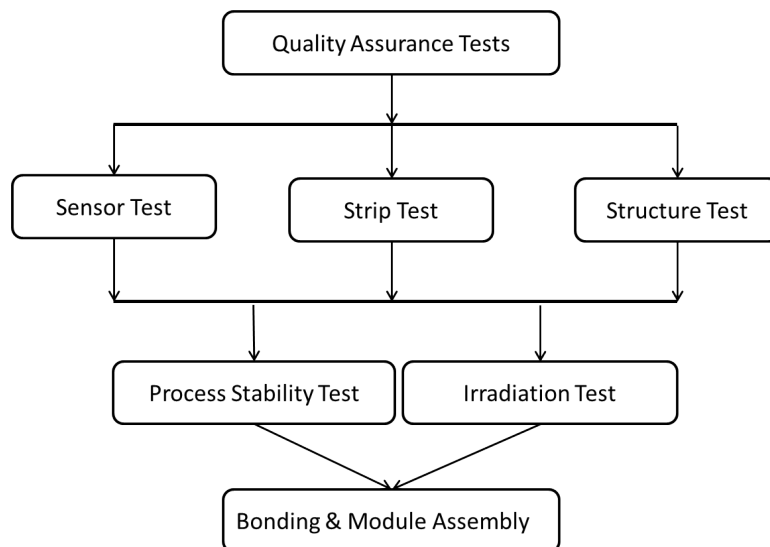 Quality Assurance Tests
Sensor Test
Strip Test
Structure Test
Process Stability Test
Irradiation Test
Bonding & Module Assembly